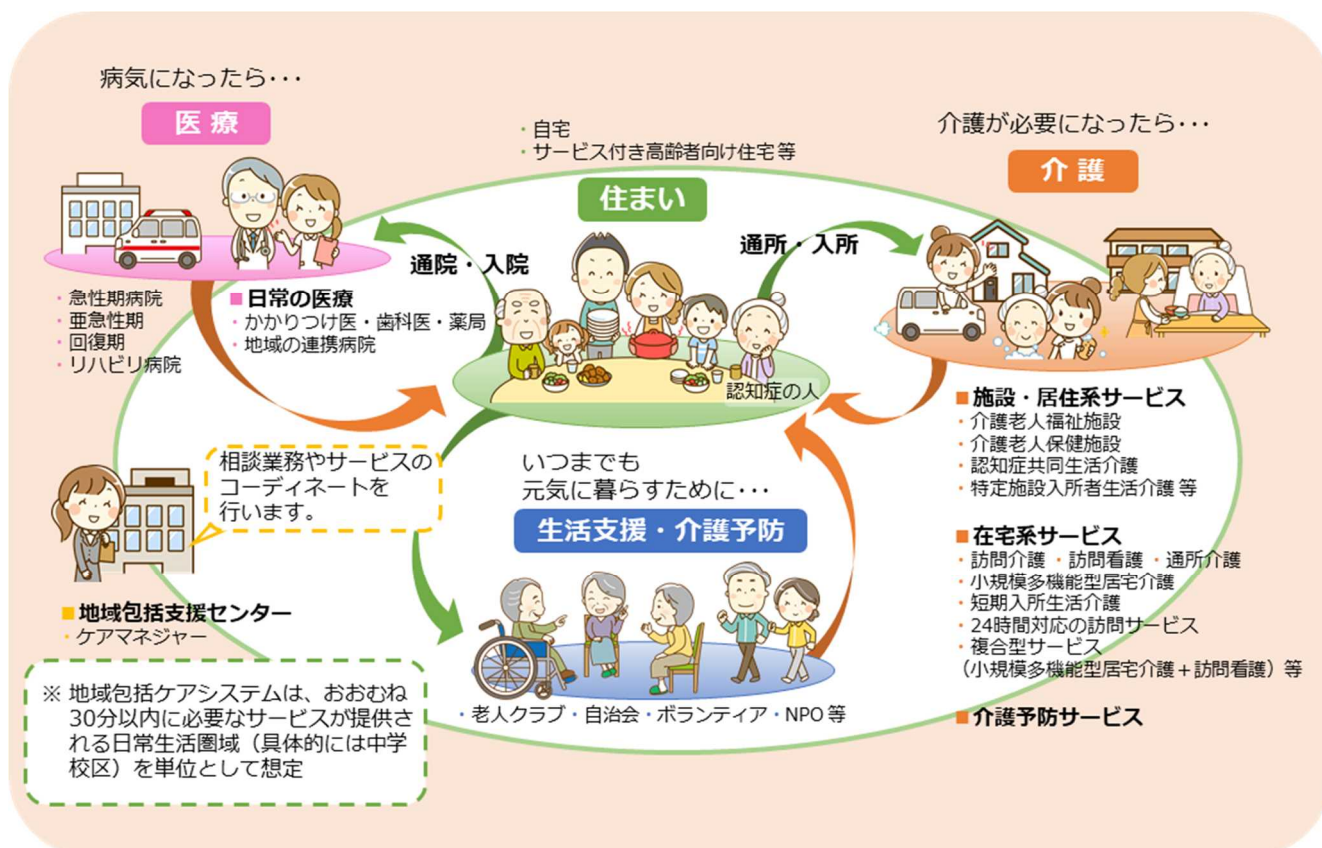 病気になったら･･･
医 療
・自宅
・サービス付き高齢者向け住宅 等
住まい
介護が必要になったら･･･
介 護
通院・入院
通所・入所
・急性期病院
・亜急性期
・回復期
・リハビリ病院
■日常の医療
・かかりつけ医・歯科医・薬局
・地域の連携病院
認知症の人
■施設・居住系サービス
・介護老人福祉施設
・介護老人保健施設
・認知症共同生活介護
・特定施設入所者生活介護 等
相談業務やサービスの
コーディネートを
行います。
いつまでも
元気に暮らすために･･･
生活支援・介護予防
■在宅系サービス
・訪問介護 ・訪問看護 ・通所介護
・小規模多機能型居宅介護
・短期入所生活介護
・24時間対応の訪問サービス
・複合型サービス
（小規模多機能型居宅介護＋訪問看護）等
■地域包括支援センター
・ケアマネジャー
※ 地域包括ケアシステムは、おおむね
30分以内に必要なサービスが提供さ
れる日常生活圏域（具体的には中学
校区）を単位として想定
・老人クラブ・自治会・ボランティア・NPO 等
■介護予防サービス